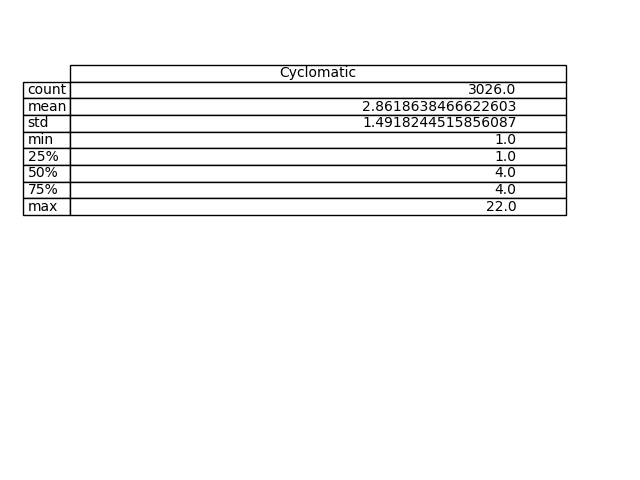 Cyclomatic
count 3026.0
mean 2.8618638466622603
std 1.4918244515856087
min 1.0
25% 1.0
50% 4.0
75% 4.0
max 22.0